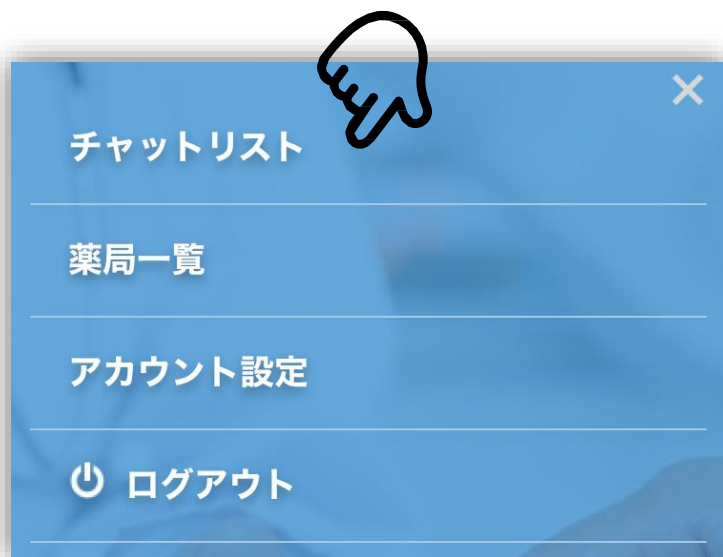 チャットリスト
薬局一覧
アカウント設定
ログアウト